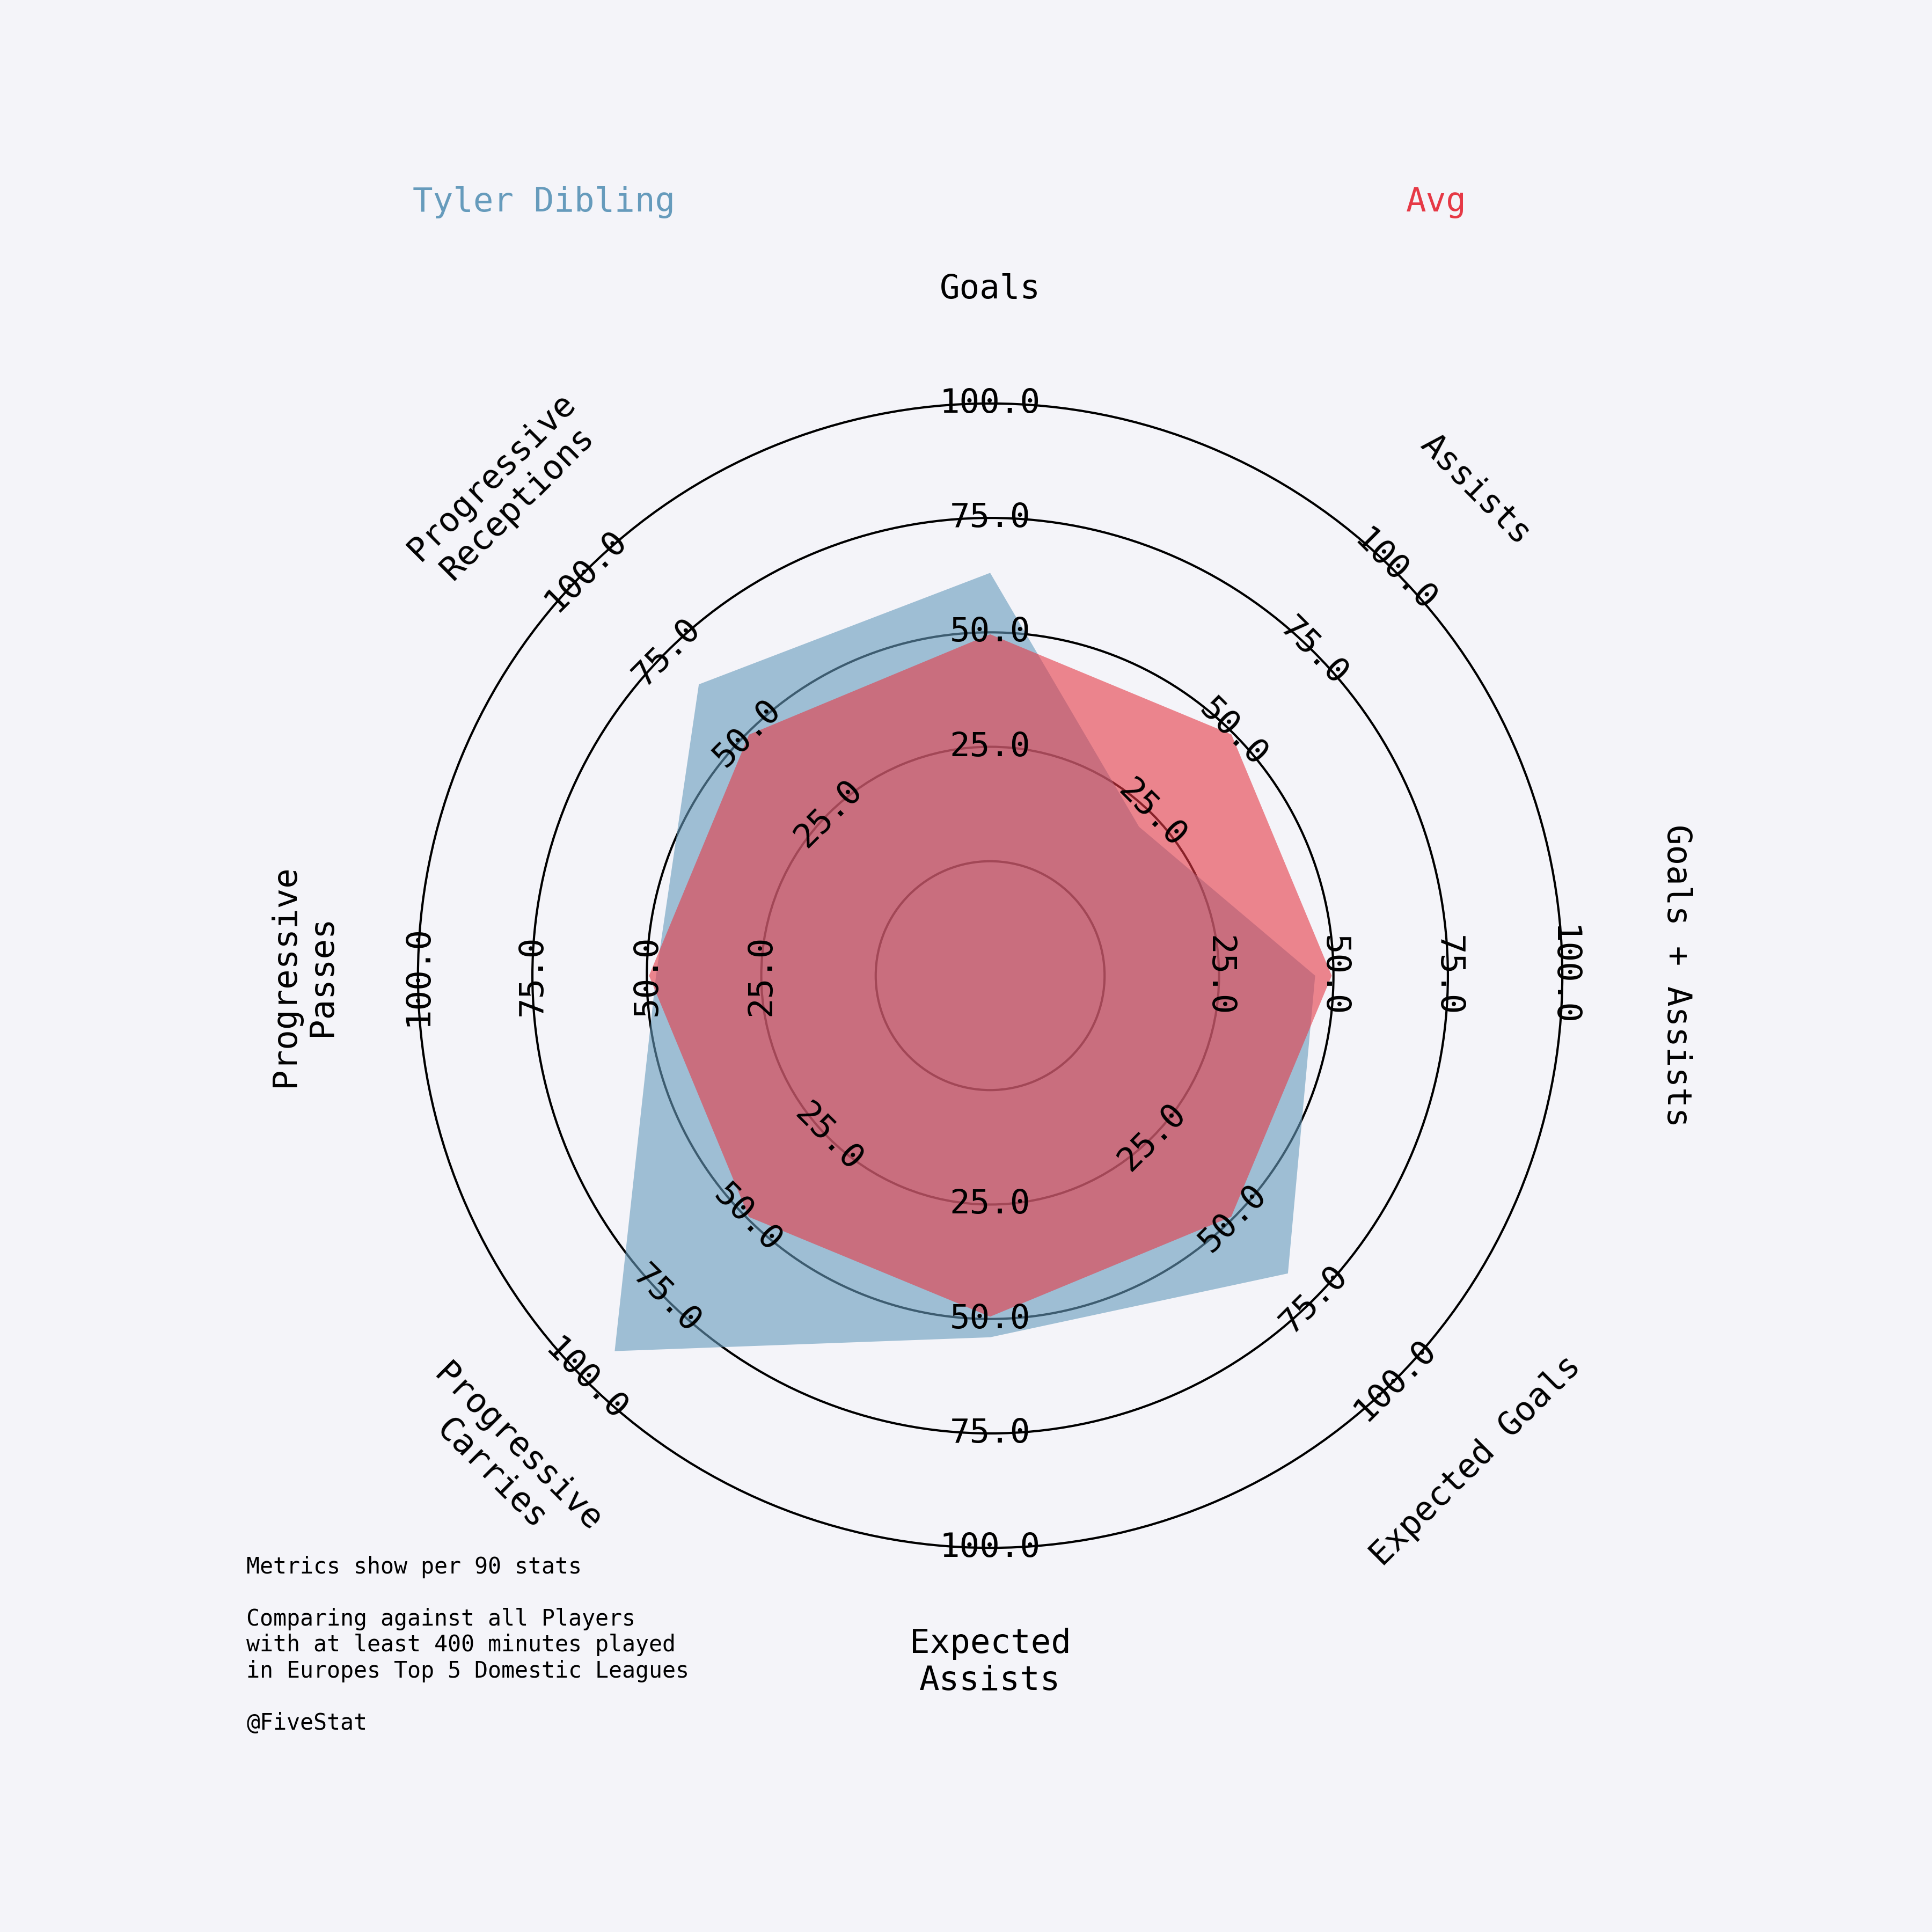 Tyler Dibling
Avg
Goals
100.0
75.0
50.0
25.0
Assists
100.0
75.0
50.0
25.0
Goals + Assists
100.0
75.0
50.0
25.0
Expected Goals
100.0
75.0
50.0
25.0
Expected
Assists
100.0
75.0
50.0
25.0
Progressive
Carries
100.0
75.0
50.0
25.0
Progressive
Passes
100.0
75.0
50.0
25.0
Progressive
Receptions
100.0
75.0
50.0
25.0
Metrics show per 90 stats
Comparing against all Players
with at least 400 minutes played
in Europes Top 5 Domestic Leagues
@FiveStat